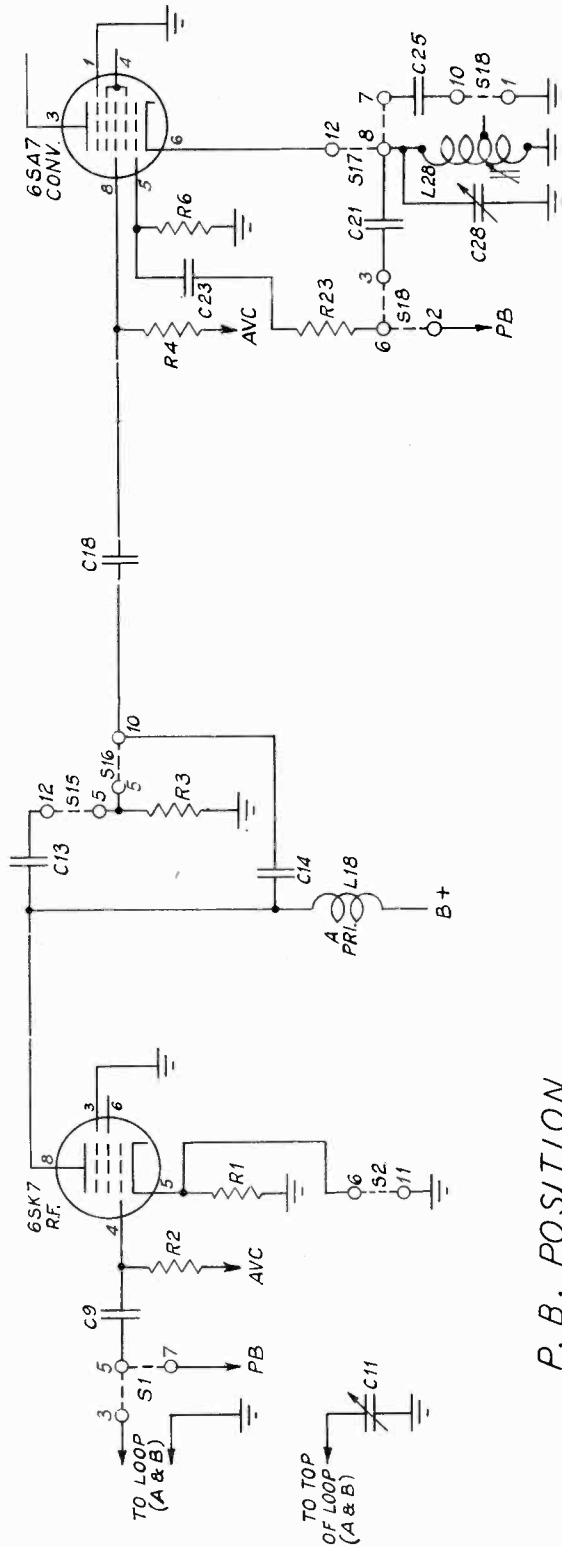 6SK7
R.F.
8
3
6
4
5
C9
R2
AVC
R1
5
7
3
S1
PB
TO LOOP
(A & B)
TO TOP
OF LOOP
(A & B)
C11
6
S2
11
C13
12
S15
5
5
S16
10
R3
C14
A
PRI.
L18
B+
C18
6SA7
CONV.
3
1
4
8
5
6
R4
AVC
R6
C23
R23
6
S18
3
2
PB
C21
12
S17
8
7
C25
10
S18
1
L28
C28
P. B. POSITION